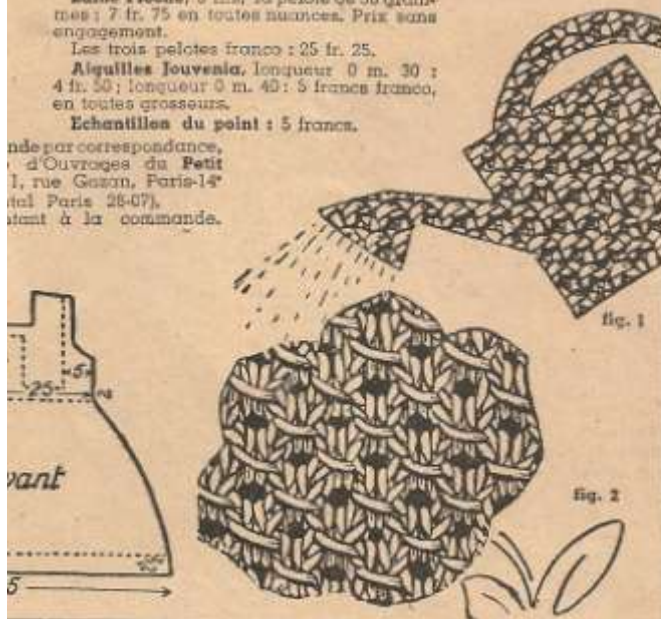 mes : 7 fr. 75 en toutes nuances. Prix sans
engagement.
Les trois pelotes franco : 25 fr. 25.
Aiguilles Jouvenia, longueur 0 m. 30 :
4 fr. 50 ; longueur 0 m. 40 : 5 francs franco,
en toutes grosseurs.
Echantillon du point : 5 francs.
nde par correspondance,
d'Ouvrages du Petit
1, rue Gazan, Paris-14e
tal Paris 28-07),
ntant à la commande.
fig. 1
5
25
vant
fig. 2
5